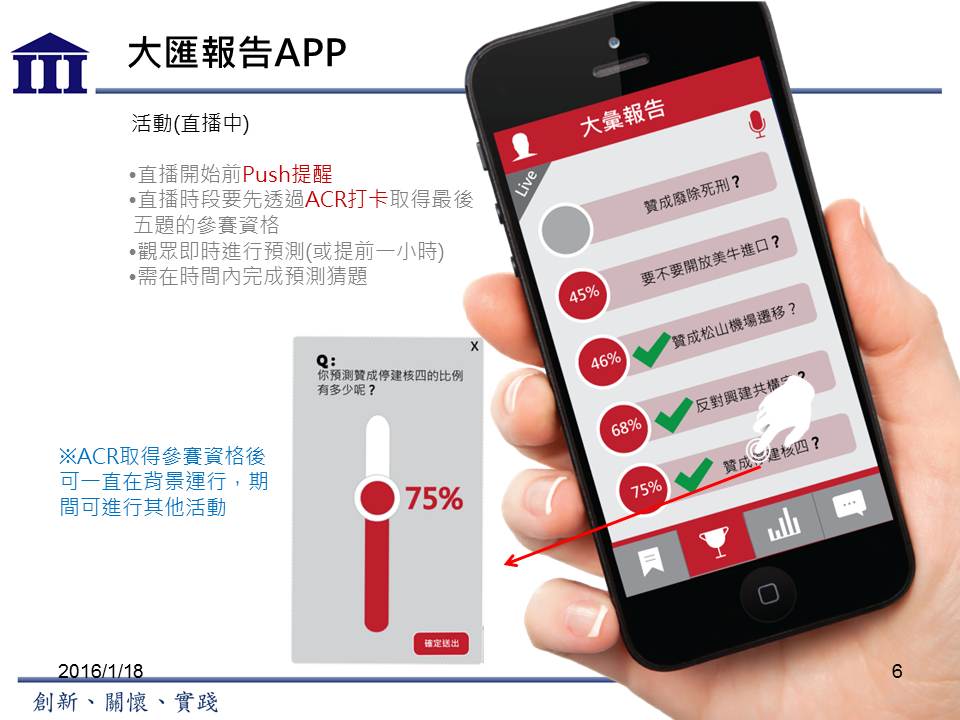 大匯報告APP
活動(直播中)
•直播開始前Push提醒
•直播時段要先透過ACR打卡取得最後
五題的參賽資格
•觀眾即時進行預測(或提前一小時)
•需在時間內完成預測猜題
大彙報告
Live
贊成廢除死刑？
要不要開放美牛進口？
45%
贊成松山機場遷移？
46%
反對興建共構宅？
68%
贊成停建核四？
75%
X
Q：
你預測贊成停建核四的比例
有多少呢？
75%
確定送出
※ACR取得參賽資格後
可一直在背景運行，期
間可進行其他活動
2016/1/18
6
創新、關懷、實踐